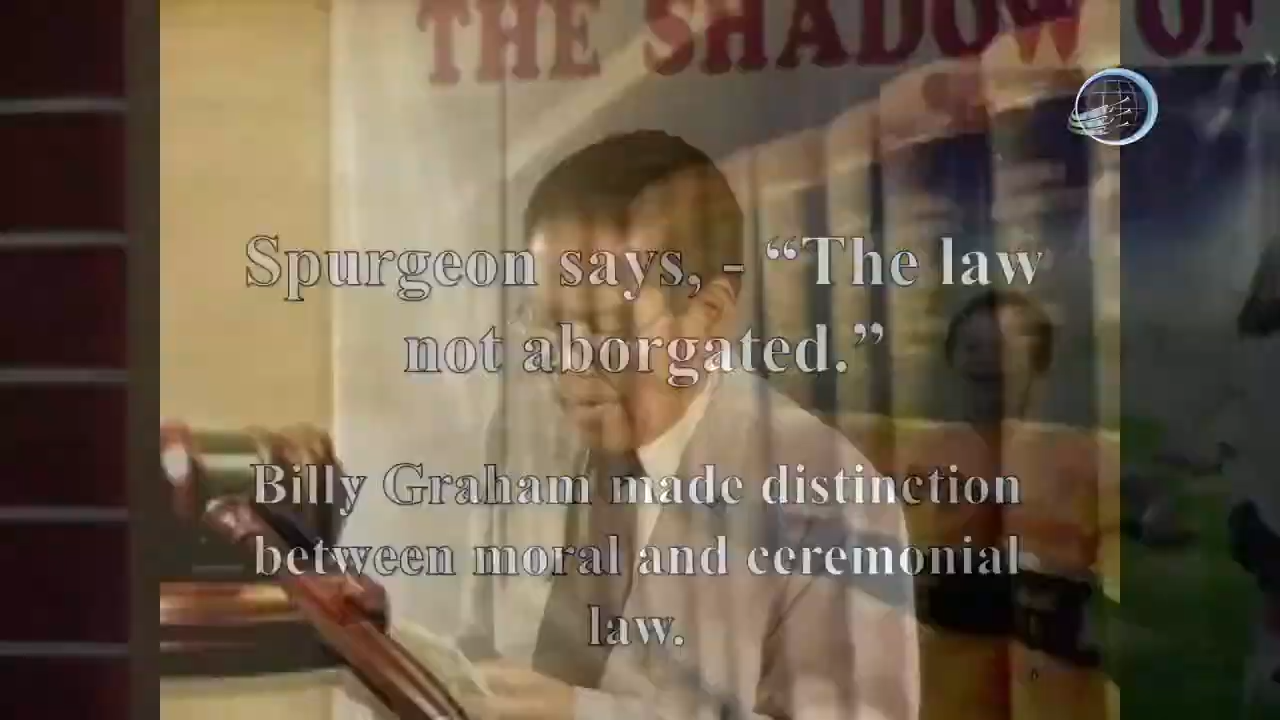 THE SHADOW OF
Spurgeon says, - “The law
not aborgated.”
Billy Graham made distinction
between moral and ceremonial
law.